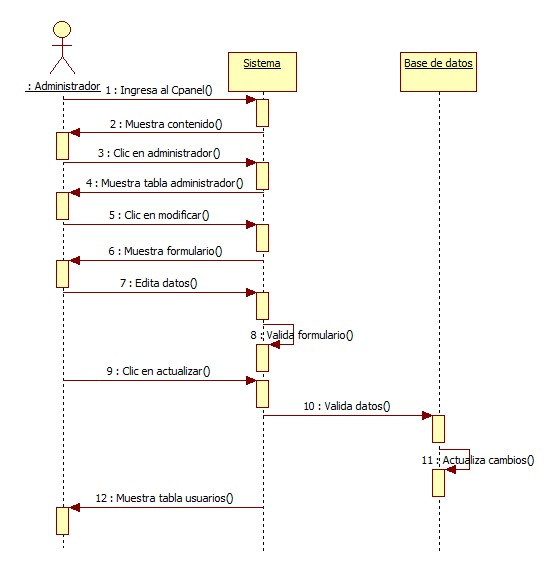 Sistema
Base de datos
: Administrador
1 : Ingresa al Cpanel()
2 : Muestra contenido()
3 : Clic en administrador()
4 : Muestra tabla administrador()
5 : Clic en modificar()
6 : Muestra formulario()
7 : Edita datos()
8 : Valida formulario()
9 : Clic en actualizar()
10 : Valida datos()
11 : Actualiza cambios()
12 : Muestra tabla usuarios()